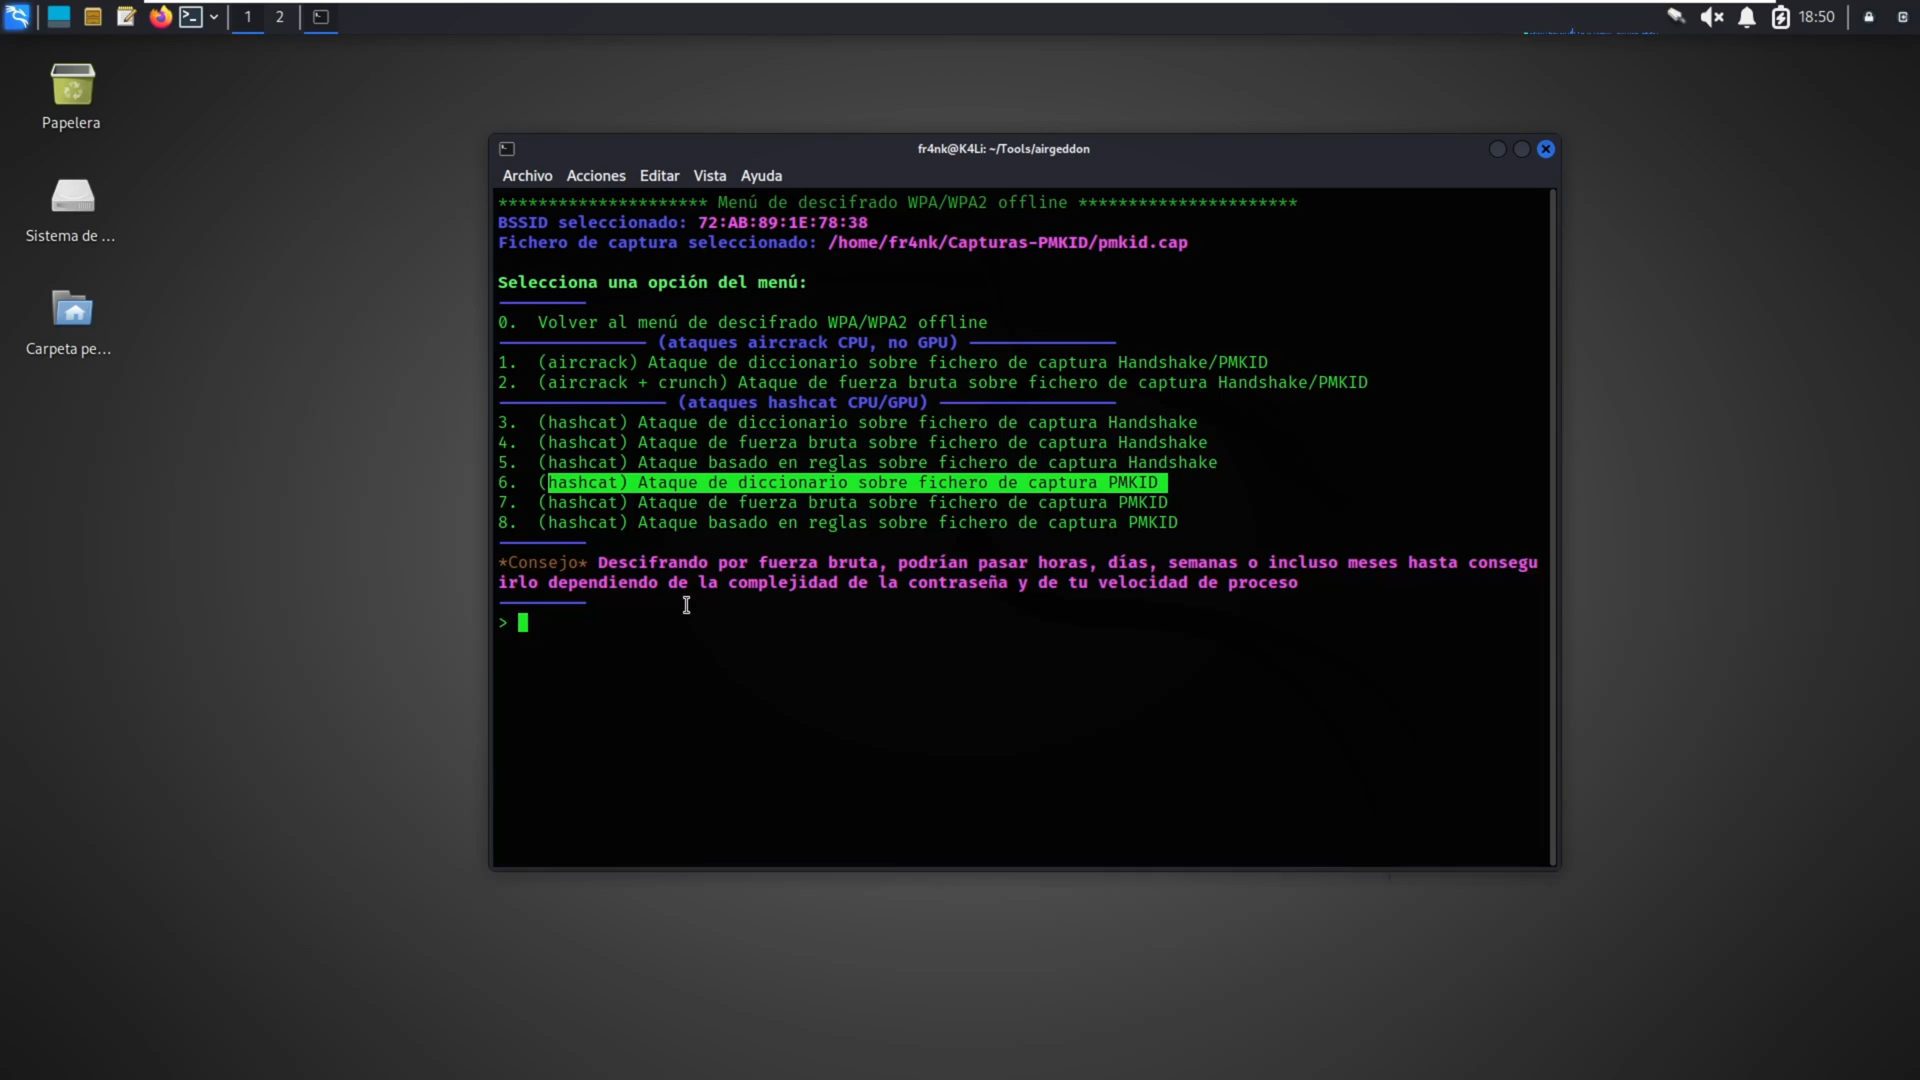 1 2 18:50
Papelera
Sistema de ...
Carpeta pe...
fr4nk@K4Li: ~/Tools/airgeddon
Archivo Acciones Editar Vista Ayuda
********************* Menú de descifrado WPA/WPA2 offline **********************
BSSID seleccionado: 72:AB:89:1E:78:38
Fichero de captura seleccionado: /home/fr4nk/Capturas-PMKID/pmkid.cap
Selecciona una opción del menú:
0. Volver al menú de descifrado WPA/WPA2 offline
(ataques aircrack CPU, no GPU)
1. (aircrack) Ataque de diccionario sobre fichero de captura Handshake/PMKID
2. (aircrack + crunch) Ataque de fuerza bruta sobre fichero de captura Handshake/PMKID
(ataques hashcat CPU/GPU)
3. (hashcat) Ataque de diccionario sobre fichero de captura Handshake
4. (hashcat) Ataque de fuerza bruta sobre fichero de captura Handshake
5. (hashcat) Ataque basado en reglas sobre fichero de captura Handshake
6. (hashcat) Ataque de diccionario sobre fichero de captura PMKID
7. (hashcat) Ataque de fuerza bruta sobre fichero de captura PMKID
8. (hashcat) Ataque basado en reglas sobre fichero de captura PMKID
*Consejo* Descifrando por fuerza bruta, podrían pasar horas, días, semanas o incluso meses hasta consegu
irlo dependiendo de la complejidad de la contraseña y de tu velocidad de proceso
>